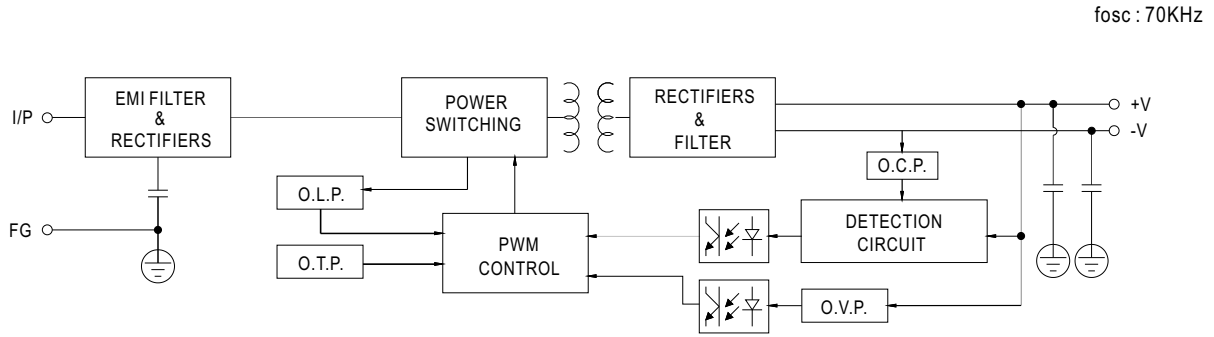 fosc : 70KHz
I/P
EMI FILTER
&
RECTIFIERS
POWER
SWITCHING
RECTIFIERS
&
FILTER
+V
-V
O.C.P.
O.L.P.
FG
PWM
CONTROL
DETECTION
CIRCUIT
O.T.P.
O.V.P.